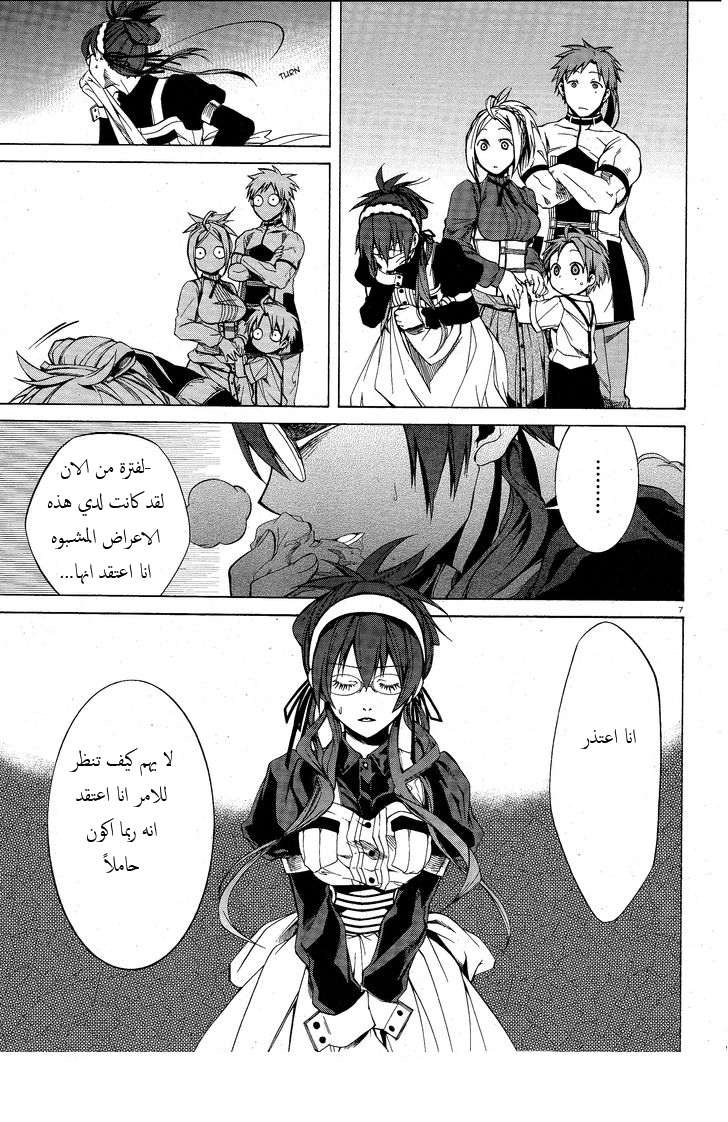 TURN
.......
-لفترة من الان
لقد كانت لدي هذه
الاعراض المشبوه
انا اعتقد انها...
7
انا اعتذر
لا يهم كيف تنظر
للامر انا اعتقد
انه ربما اكون
حاملاً